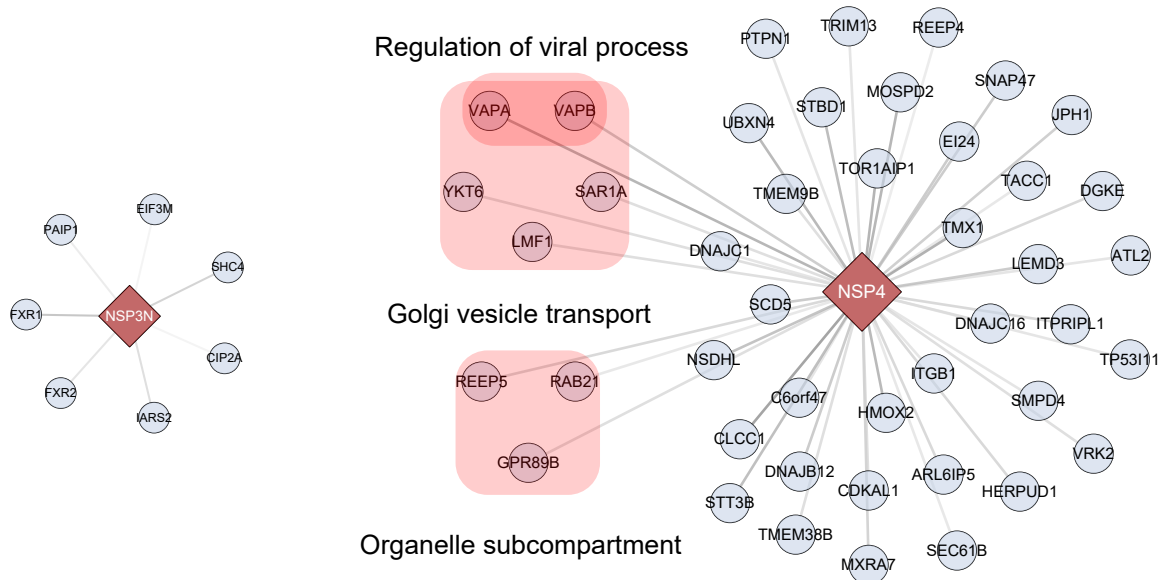 Regulation of viral process
VAPA
VAPB
YKT6
SAR1A
LMF1
Golgi vesicle transport
REEP5
RAB21
GPR89B
Organelle subcompartment
EIF3M
PAIP1
SHC4
NSP3N
FXR1
CIP2A
FXR2
IARS2
PTPN1
TRIM13
REEP4
SNAP47
MOSPD2
STBD1
JPH1
UBXN4
EI24
TOR1AIP1
TACC1
DGKE
TMEM9B
TMX1
DNAJC1
ATL2
LEMD3
NSP4
SCD5
DNAJC16
ITPRIPL1
NSDHL
TP53I11
ITGB1
C6orf47
SMPD4
HMOX2
CLCC1
VRK2
DNAJB12
ARL6IP5
CDKAL1
HERPUD1
STT3B
TMEM38B
SEC61B
MXRA7